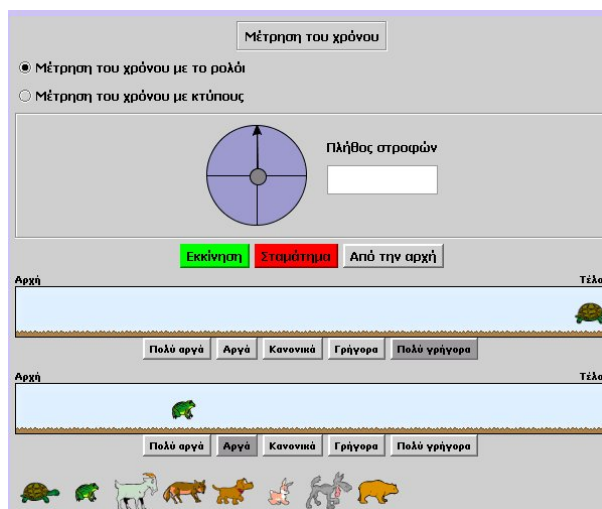 Μέτρηση του χρόνου
Μέτρηση του χρόνου με το ρολόι
Μέτρηση του χρόνου με κτύπους
Πλήθος στροφών
Εκκίνηση Σταμάτημα Από την αρχή
Αρχή Τέλο
Πολύ αργά Αργά Κανονικά Γρήγορα Πολύ γρήγορα
Αρχή Τέλο
Πολύ αργά Αργά Κανονικά Γρήγορα Πολύ γρήγορα